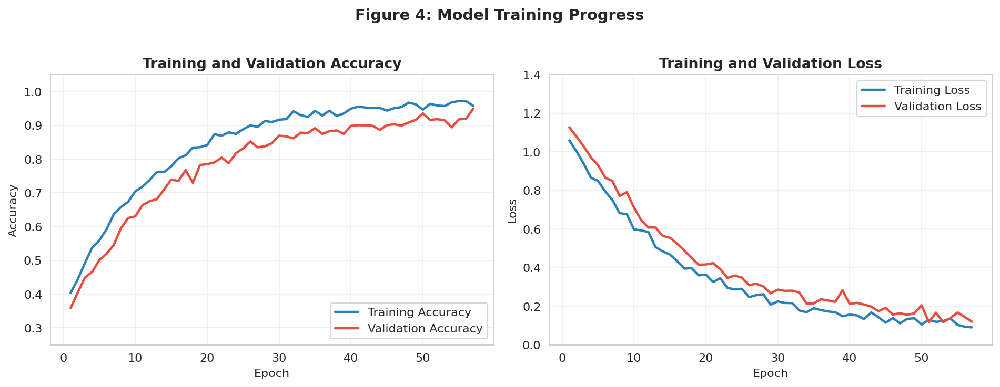 Figure 4: Model Training Progress
Training and Validation Accuracy
Accuracy
1.0
0.9
0.8
0.7
0.6
0.5
0.4
0.3
Training Accuracy
Validation Accuracy
0 10 20 30 40 50
Epoch
Training and Validation Loss
Loss
1.4
1.2
1.0
0.8
0.6
0.4
0.2
0.0
Training Loss
Validation Loss
0 10 20 30 40 50
Epoch